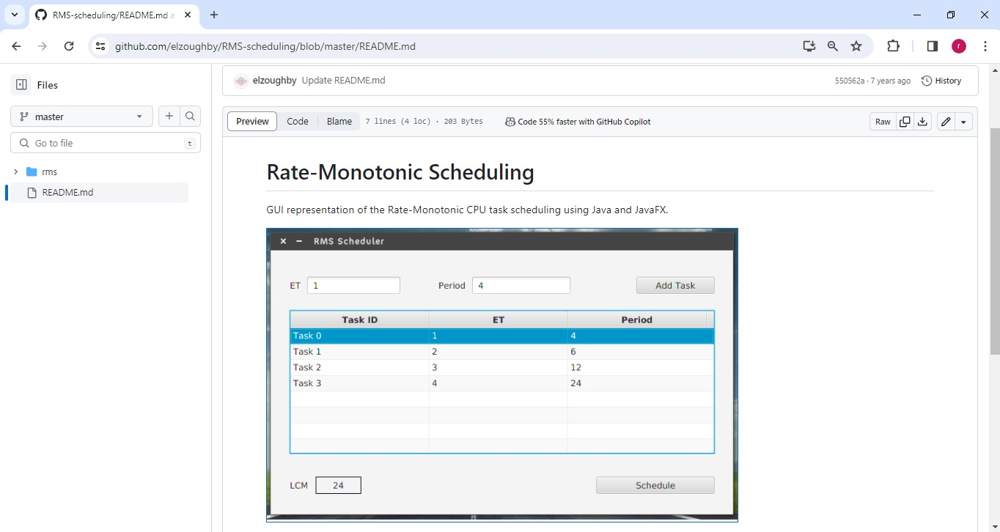 RMS-scheduling/README.md a
github.com/elzoughby/RMS-scheduling/blob/master/README.md
r
Files
master
Go to file
t
rms
README.md
elzoughby Update README.md
550562a · 7 years ago
History
Preview
Code
Blame
7 lines (4 loc) · 203 Bytes
Code 55% faster with GitHub Copilot
Raw
Rate-Monotonic Scheduling
GUI representation of the Rate-Monotonic CPU task scheduling using Java and JavaFX.
RMS Scheduler
ET 1 Period 4 Add Task
Task ID ET Period
Task 0 1 4
Task 1 2 6
Task 2 3 12
Task 3 4 24
LCM 24 Schedule